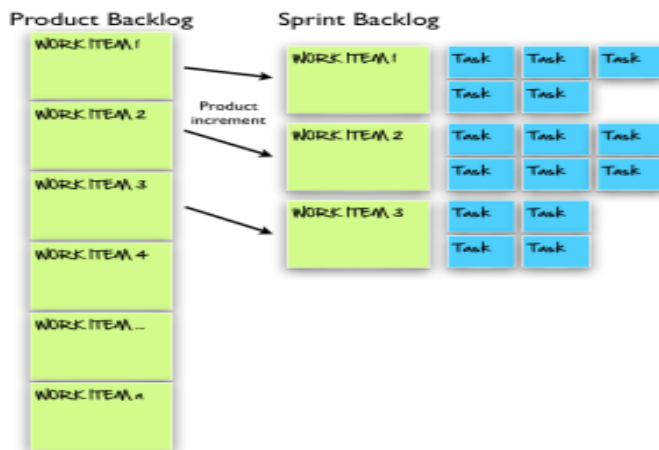 Product Backlog
WORK ITEM 1
WORK ITEM 2
WORK ITEM 3
WORK ITEM 4
WORK ITEM ...
WORK ITEM n
Product
increment
Sprint Backlog
WORK ITEM 1
Task Task Task
Task Task
WORK ITEM 2
Task Task Task
Task Task Task
WORK ITEM 3
Task Task
Task Task